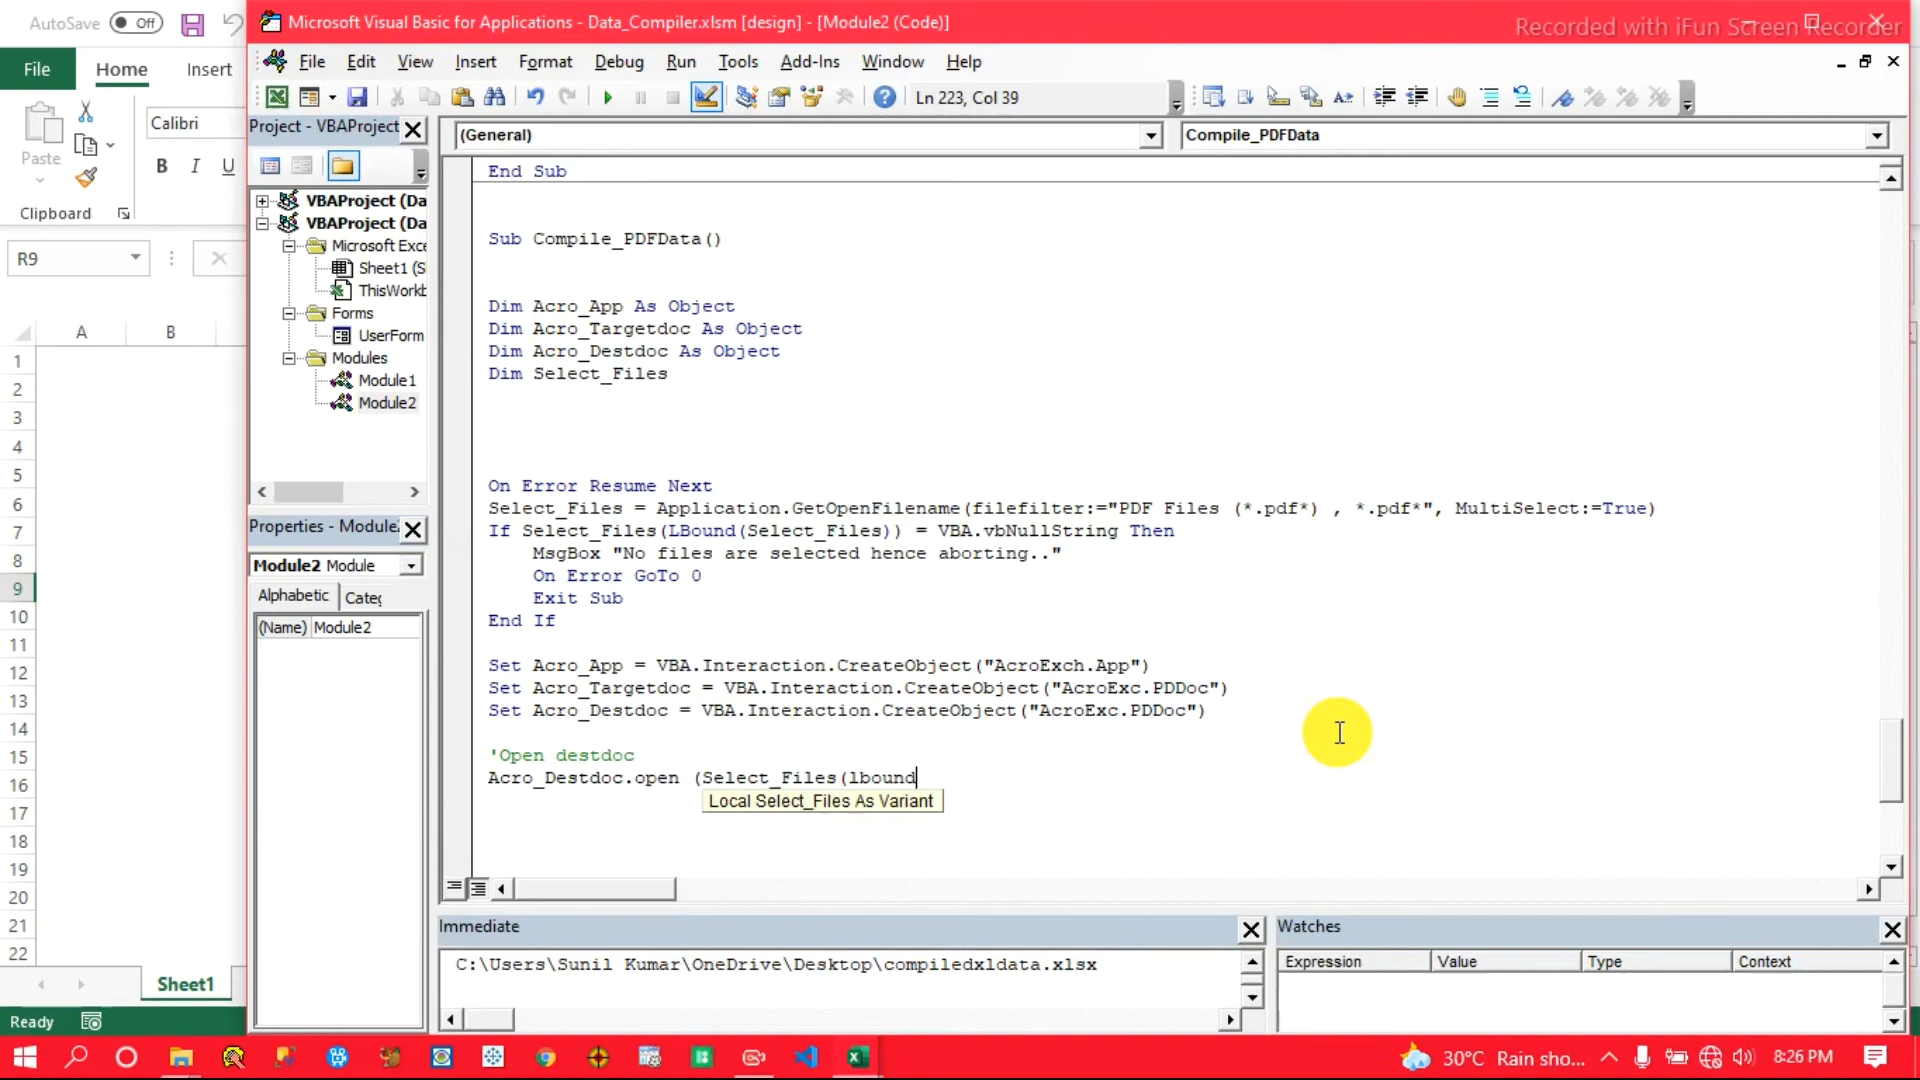 AutoSave Off
Microsoft Visual Basic for Applications - Data_Compiler.xlsm [design] - [Module2 (Code)]
Recorded with iFun Screen Recorder
File Home Insert
File Edit View Insert Format Debug Run Tools Add-Ins Window Help
Ln 223, Col 39
Calibri
Paste
B I U
Clipboard
R9
A B
1
2
3
4
5
6
7
8
9
10
11
12
13
14
15
16
17
18
19
20
21
22
Sheet1
Ready
Project - VBAProject
VBAProject (Da
VBAProject (Da
Microsoft Exce
Sheet1 (S
ThisWorkb
Forms
UserForm
Modules
Module1
Module2
Properties - Module
Module2 Module
Alphabetic Categ
(Name) Module2
(General) Compile_PDFData
End Sub
Sub Compile_PDFData()
Dim Acro_App As Object
Dim Acro_Targetdoc As Object
Dim Acro_Destdoc As Object
Dim Select_Files
On Error Resume Next
Select_Files = Application.GetOpenFilename(filefilter:="PDF Files (*.pdf*) , *.pdf*", MultiSelect:=True)
If Select_Files(LBound(Select_Files)) = VBA.vbNullString Then
MsgBox "No files are selected hence aborting.."
On Error GoTo 0
Exit Sub
End If
Set Acro_App = VBA.Interaction.CreateObject("AcroExch.App")
Set Acro_Targetdoc = VBA.Interaction.CreateObject("AcroExc.PDDoc")
Set Acro_Destdoc = VBA.Interaction.CreateObject("AcroExc.PDDoc")
'Open destdoc
Acro_Destdoc.open (Select_Files(lbound
Local Select_Files As Variant
Immediate
C:\Users\Sunil Kumar\OneDrive\Desktop\compiledxldata.xlsx
Watches
Expression Value Type Context
30°C Rain sho... 8:26 PM